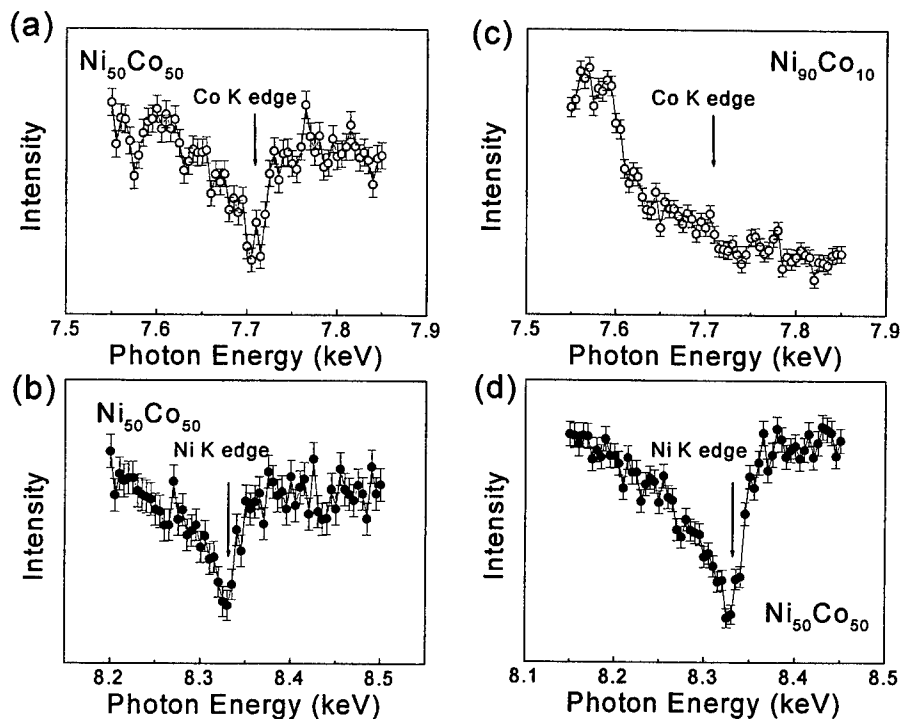 (a)
Ni50Co50
Co K edge
Intensity
7.5 7.6 7.7 7.8 7.9
Photon Energy (keV)
(c)
Ni90Co10
Co K edge
Intensity
7.5 7.6 7.7 7.8 7.9
Photon Energy (keV)
(b)
Ni50Co50
Ni K edge
Intensity
8.2 8.3 8.4 8.5
Photon Energy (keV)
(d)
Ni K edge
Ni50Co50
Intensity
8.1 8.2 8.3 8.4 8.5
Photon Energy (keV)